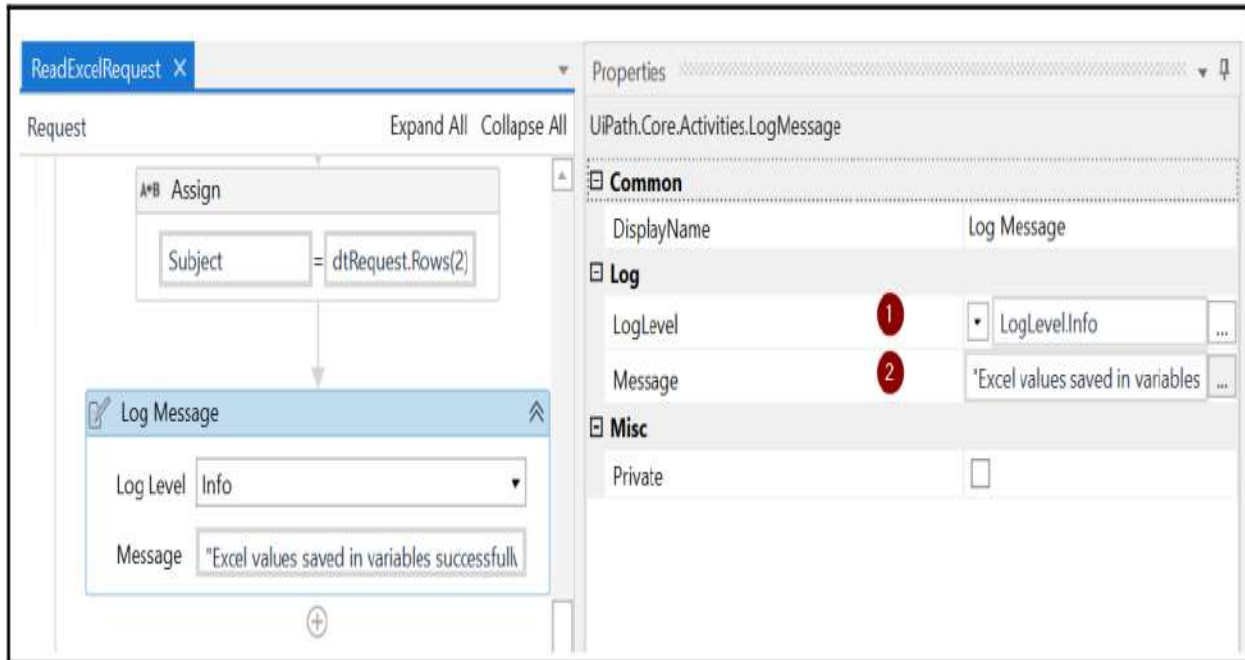 ReadExcelRequest X
Request Expand All Collapse All
A*B Assign
Subject = dtRequest.Rows(2)
Log Message
Log Level Info
Message "Excel values saved in variables successfull
Properties
UiPath.Core.Activities.LogMessage
Common
DisplayName Log Message
Log
LogLevel 1 LogLevel.Info ...
Message 2 "Excel values saved in variables ...
Misc
Private